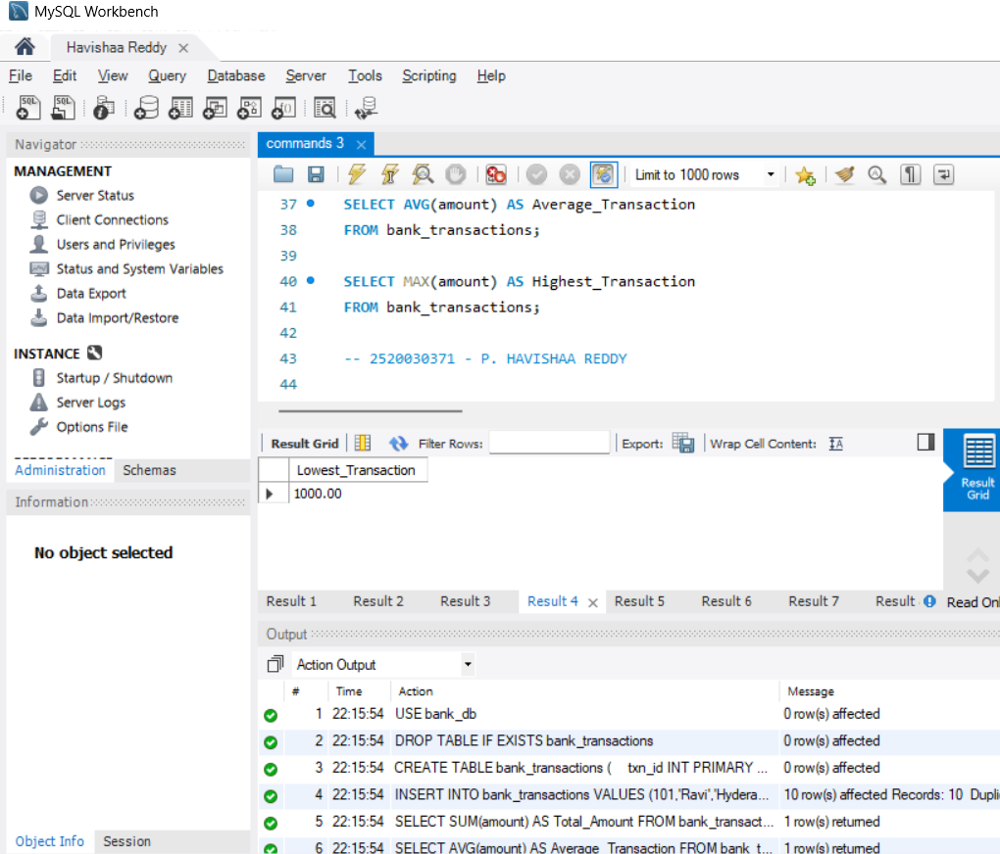 MySQL Workbench
Havishaa Reddy
File Edit View Query Database Server Tools Scripting Help
Navigator
MANAGEMENT
Server Status
Client Connections
Users and Privileges
Status and System Variables
Data Export
Data Import/Restore
INSTANCE
Startup / Shutdown
Server Logs
Options File
Administration Schemas
Information
No object selected
Object Info Session
commands 3
Limit to 1000 rows
37 SELECT AVG(amount) AS Average_Transaction
38 FROM bank_transactions;
39
40 SELECT MAX(amount) AS Highest_Transaction
41 FROM bank_transactions;
42
43 -- 2520030371 - P. HAVISHAA REDDY
44
Result Grid Filter Rows: Export: Wrap Cell Content:
Lowest_Transaction
1000.00
Result
Grid
Result 1 Result 2 Result 3 Result 4 Result 5 Result 6 Result 7 Result Read Onl
Output
Action Output
# Time Action Message
1 22:15:54 USE bank_db 0 row(s) affected
2 22:15:54 DROP TABLE IF EXISTS bank_transactions 0 row(s) affected
3 22:15:54 CREATE TABLE bank_transactions ( txn_id INT PRIMARY ... 0 row(s) affected
4 22:15:54 INSERT INTO bank_transactions VALUES (101,'Ravi','Hydera... 10 row(s) affected Records: 10 Dupli
5 22:15:54 SELECT SUM(amount) AS Total_Amount FROM bank_transact... 1 row(s) returned
6 22:15:54 SELECT AVG(amount) AS Average_Transaction FROM bank_t... 1 row(s) returned